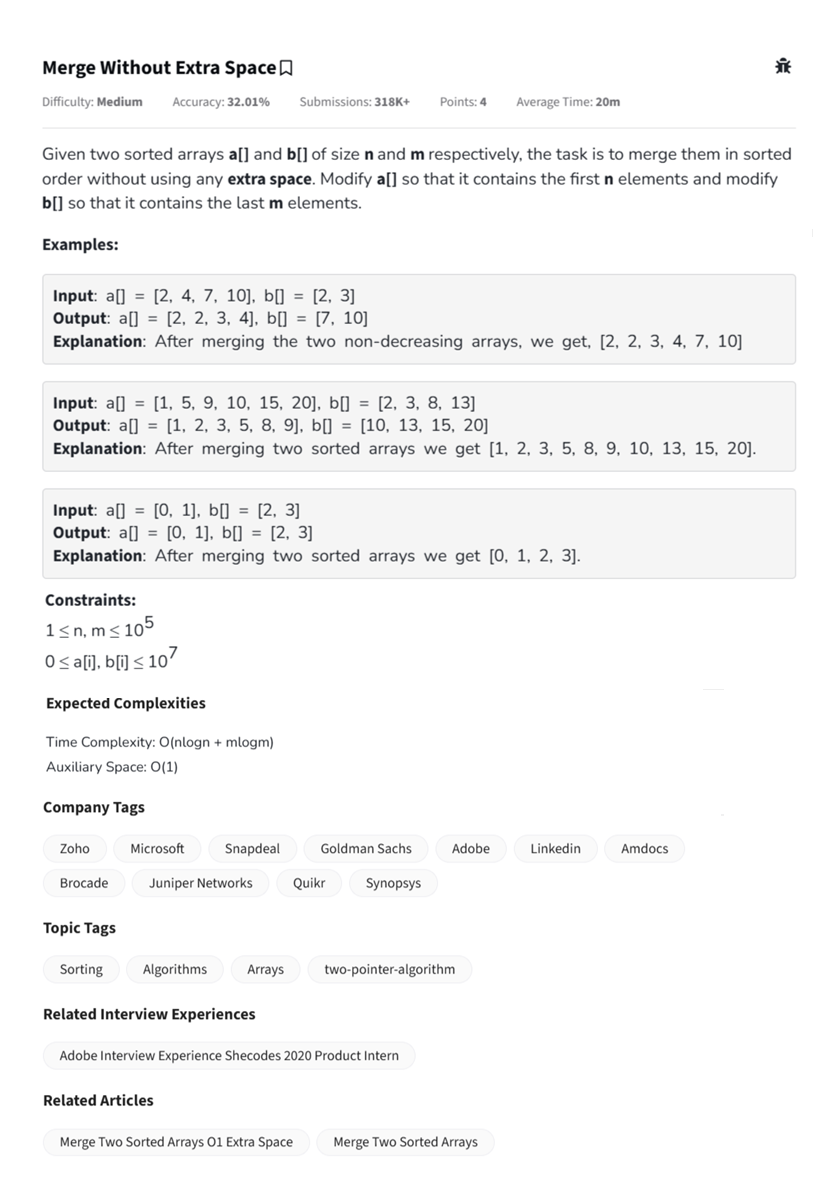 Merge Without Extra Space
Difficulty: Medium Accuracy: 32.01% Submissions: 318K+ Points: 4 Average Time: 20m
Given two sorted arrays a[] and b[] of size n and m respectively, the task is to merge them in sorted
order without using any extra space. Modify a[] so that it contains the first n elements and modify
b[] so that it contains the last m elements.
Examples:
Input: a[] = [2, 4, 7, 10], b[] = [2, 3]
Output: a[] = [2, 2, 3, 4], b[] = [7, 10]
Explanation: After merging the two non-decreasing arrays, we get, [2, 2, 3, 4, 7, 10]
Input: a[] = [1, 5, 9, 10, 15, 20], b[] = [2, 3, 8, 13]
Output: a[] = [1, 2, 3, 5, 8, 9], b[] = [10, 13, 15, 20]
Explanation: After merging two sorted arrays we get [1, 2, 3, 5, 8, 9, 10, 13, 15, 20].
Input: a[] = [0, 1], b[] = [2, 3]
Output: a[] = [0, 1], b[] = [2, 3]
Explanation: After merging two sorted arrays we get [0, 1, 2, 3].
Constraints:
1 ≤ n, m ≤ 10^5
0 ≤ a[i], b[i] ≤ 10^7
Expected Complexities
Time Complexity: O(nlogn + mlogm)
Auxiliary Space: O(1)
Company Tags
Zoho Microsoft Snapdeal Goldman Sachs Adobe Linkedin Amdocs
Brocade Juniper Networks Quikr Synopsys
Topic Tags
Sorting Algorithms Arrays two-pointer-algorithm
Related Interview Experiences
Adobe Interview Experience Shecodes 2020 Product Intern
Related Articles
Merge Two Sorted Arrays O1 Extra Space Merge Two Sorted Arrays